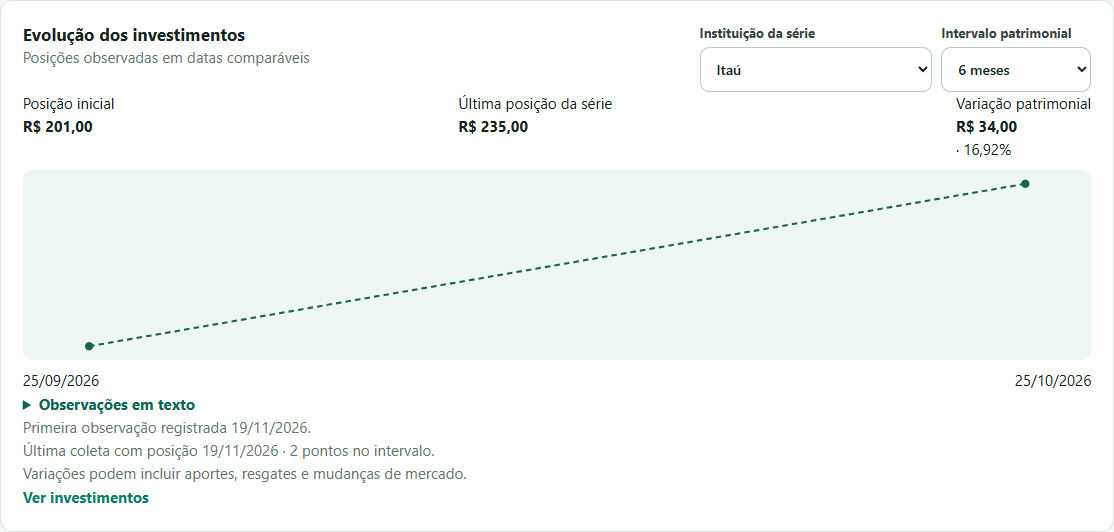 Evolução dos investimentos
Posições observadas em datas comparáveis
Instituição da série
Itaú
Intervalo patrimonial
6 meses
Posição inicial
R$ 201,00
Última posição da série
R$ 235,00
Variação patrimonial
R$ 34,00
· 16,92%
25/09/2026
25/10/2026
Observações em texto
Primeira observação registrada 19/11/2026.
Última coleta com posição 19/11/2026 · 2 pontos no intervalo.
Variações podem incluir aportes, resgates e mudanças de mercado.
Ver investimentos